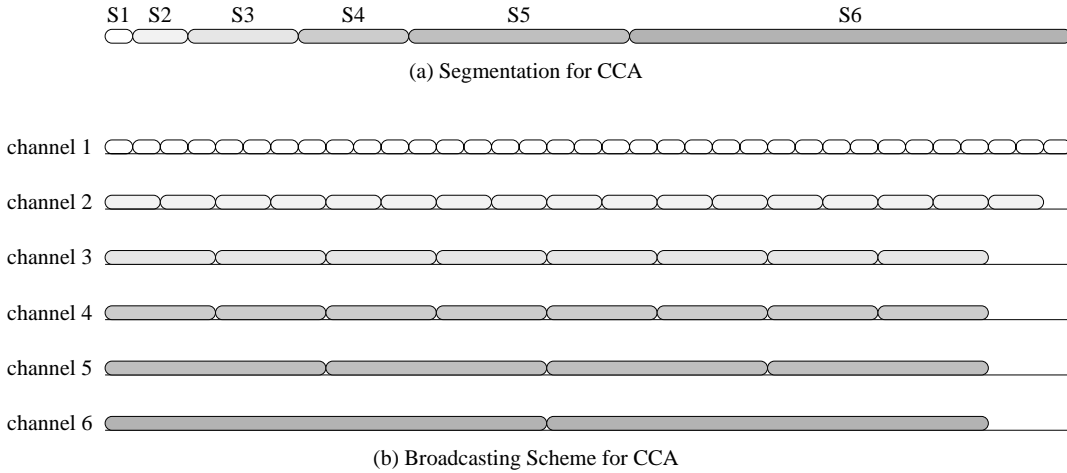 S1 S2 S3 S4 S5 S6
(a) Segmentation for CCA
channel 1
channel 2
channel 3
channel 4
channel 5
channel 6
(b) Broadcasting Scheme for CCA